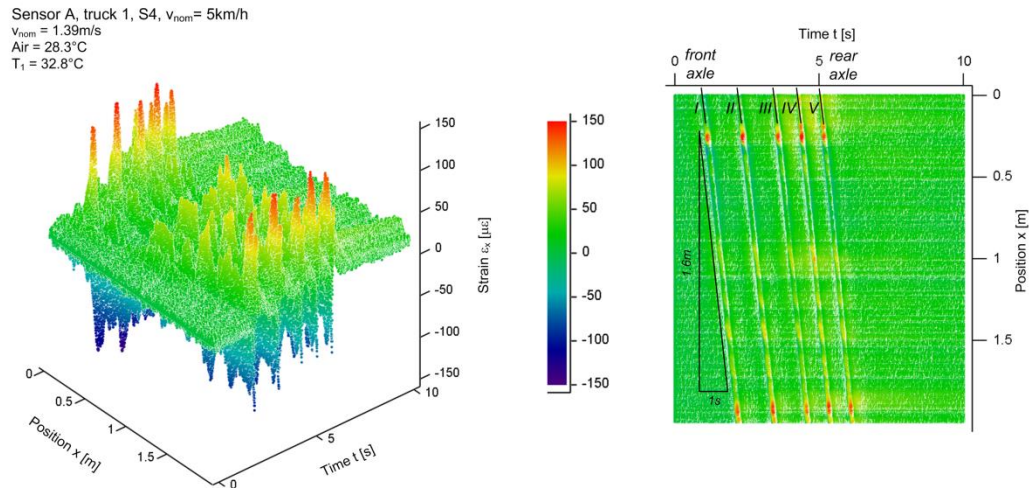 Sensor A, truck 1, S4, vnom= 5km/h
vnom = 1.39m/s
Air = 28.3°C
T1 = 32.8°C
150
100
50
0
-50
-100
-150
Strain εx [µε]
0
0.5
1
1.5
Position x [m]
0
5
10
Time t [s]
150
100
50
0
-50
-100
-150
Time t [s]
front axle
rear axle
0
5
10
I II III IV V
0
0.5
1
1.5
Position x [m]
1.6m
1s